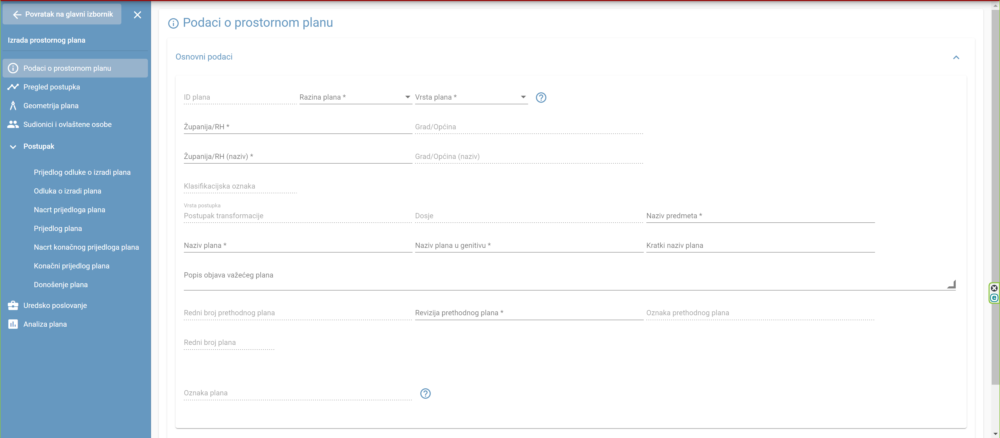 Povratak na glavni izbornik
Izrada prostornog plana
Podaci o prostornom planu
Pregled postupka
Geometrija plana
Sudionici i ovlaštene osobe
Postupak
Prijedlog odluke o izradi plana
Odluka o izradi plana
Nacrt prijedloga plana
Prijedlog plana
Nacrt konačnog prijedloga plana
Konačni prijedlog plana
Donošenje plana
Uredsko poslovanje
Analiza plana
Podaci o prostornom planu
Osnovni podaci
ID plana Razina plana * Vrsta plana *
Županija/RH * Grad/Općina
Županija/RH (naziv) * Grad/Općina (naziv)
Klasifikacijska oznaka
Vrsta postupka
Postupak transformacije Dosje Naziv predmeta *
Naziv plana * Naziv plana u genitivu * Kratki naziv plana
Popis objava važećeg plana
Redni broj prethodnog plana Revizija prethodnog plana * Oznaka prethodnog plana
Redni broj plana
Oznaka plana